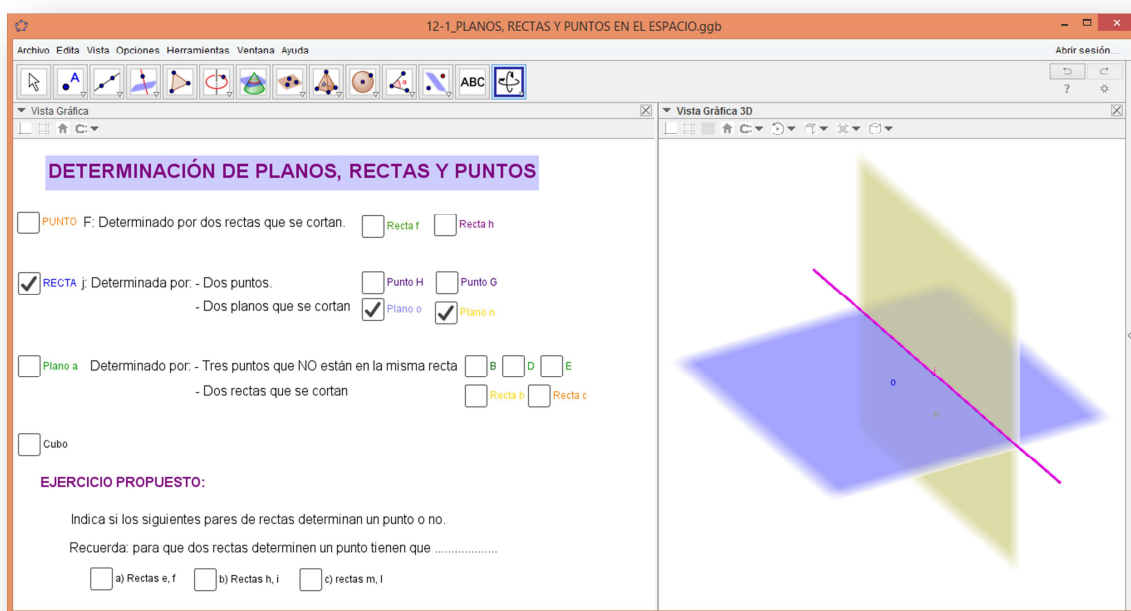 12-1_PLANOS, RECTAS Y PUNTOS EN EL ESPACIO.ggb
Archivo Edita Vista Opciones Herramientas Ventana Ayuda Abrir sesión...
A ABC ?
Vista Gráfica
Vista Gráfica 3D
DETERMINACIÓN DE PLANOS, RECTAS Y PUNTOS
PUNTO F: Determinado por dos rectas que se cortan. Recta f Recta h
RECTA j: Determinada por: - Dos puntos. Punto H Punto G
- Dos planos que se cortan Plano o Plano n
Plano a Determinado por: - Tres puntos que NO están en la misma recta B D E
- Dos rectas que se cortan Recta b Recta c
Cubo
EJERCICIO PROPUESTO:
Indica si los siguientes pares de rectas determinan un punto o no.
Recuerda: para que dos rectas determinen un punto tienen que ...................
a) Rectas e, f b) Rectas h, i c) rectas m, l
j
o
n